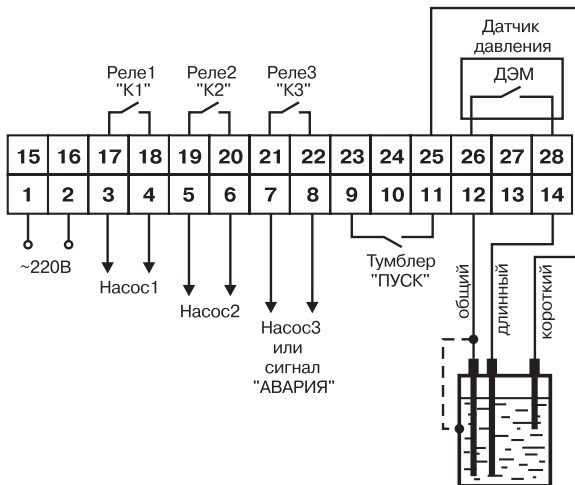 Датчик
давления
ДЭМ
Реле1
"К1"
Реле2
"К2"
Реле3
"К3"
15 16 17 18 19 20 21 22 23 24 25 26 27 28
1 2 3 4 5 6 7 8 9 10 11 12 13 14
~220В
Насос1
Насос2
Насос3
или
сигнал
"АВАРИЯ"
Тумблер
"ПУСК"
общий
длинный
короткий